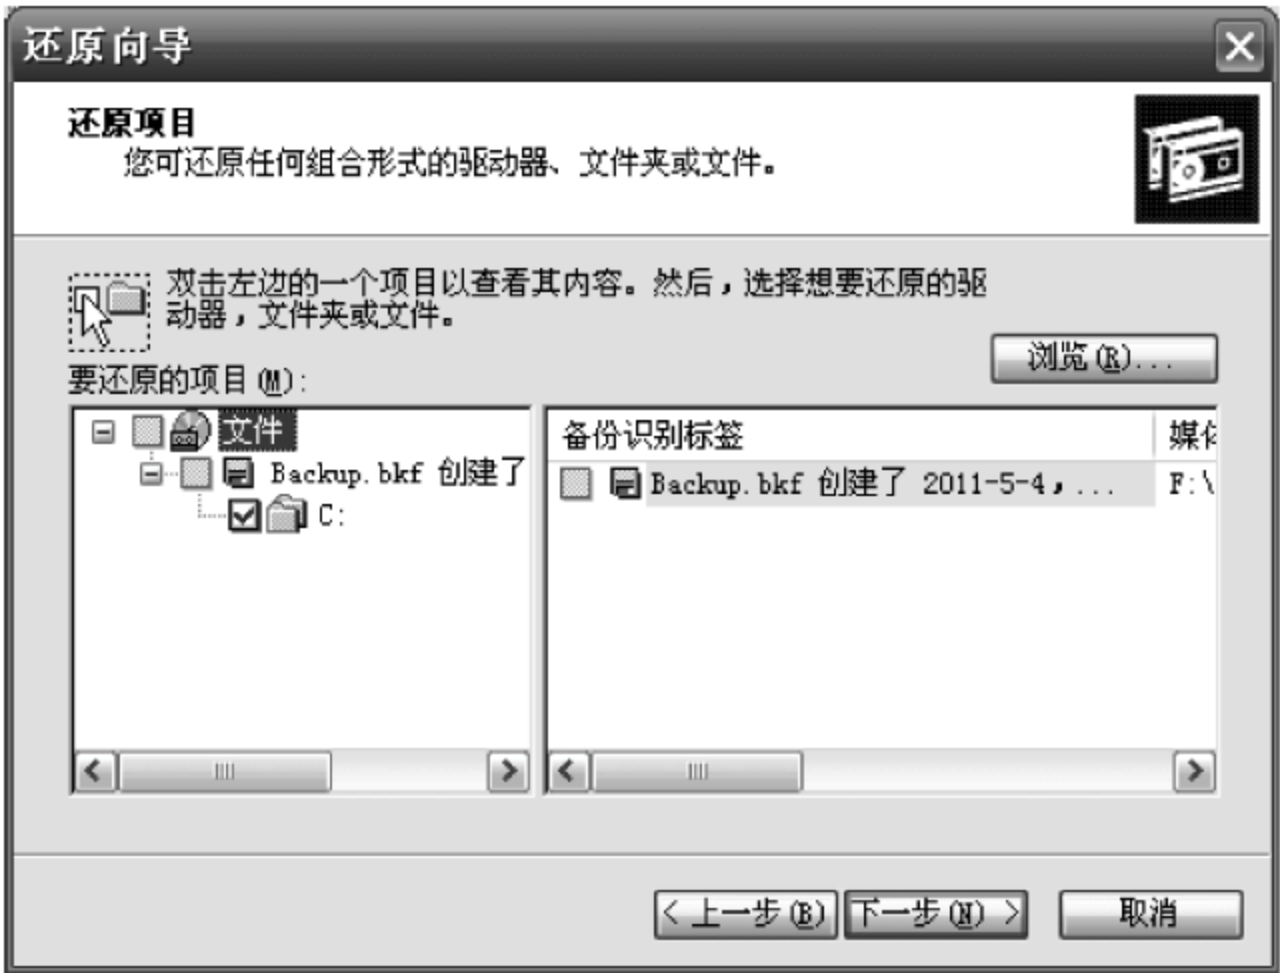 还原向导
还原项目
您可还原任何组合形式的驱动器、文件夹或文件。
双击左边的一个项目以查看其内容。然后，选择想要还原的驱
动器，文件夹或文件。
浏览(R)...
要还原的项目(M):
文件
Backup.bkf 创建了
C:
备份识别标签
媒体
Backup.bkf 创建了 2011-5-4，...
F:\
< 上一步(B)
下一步(N) >
取消